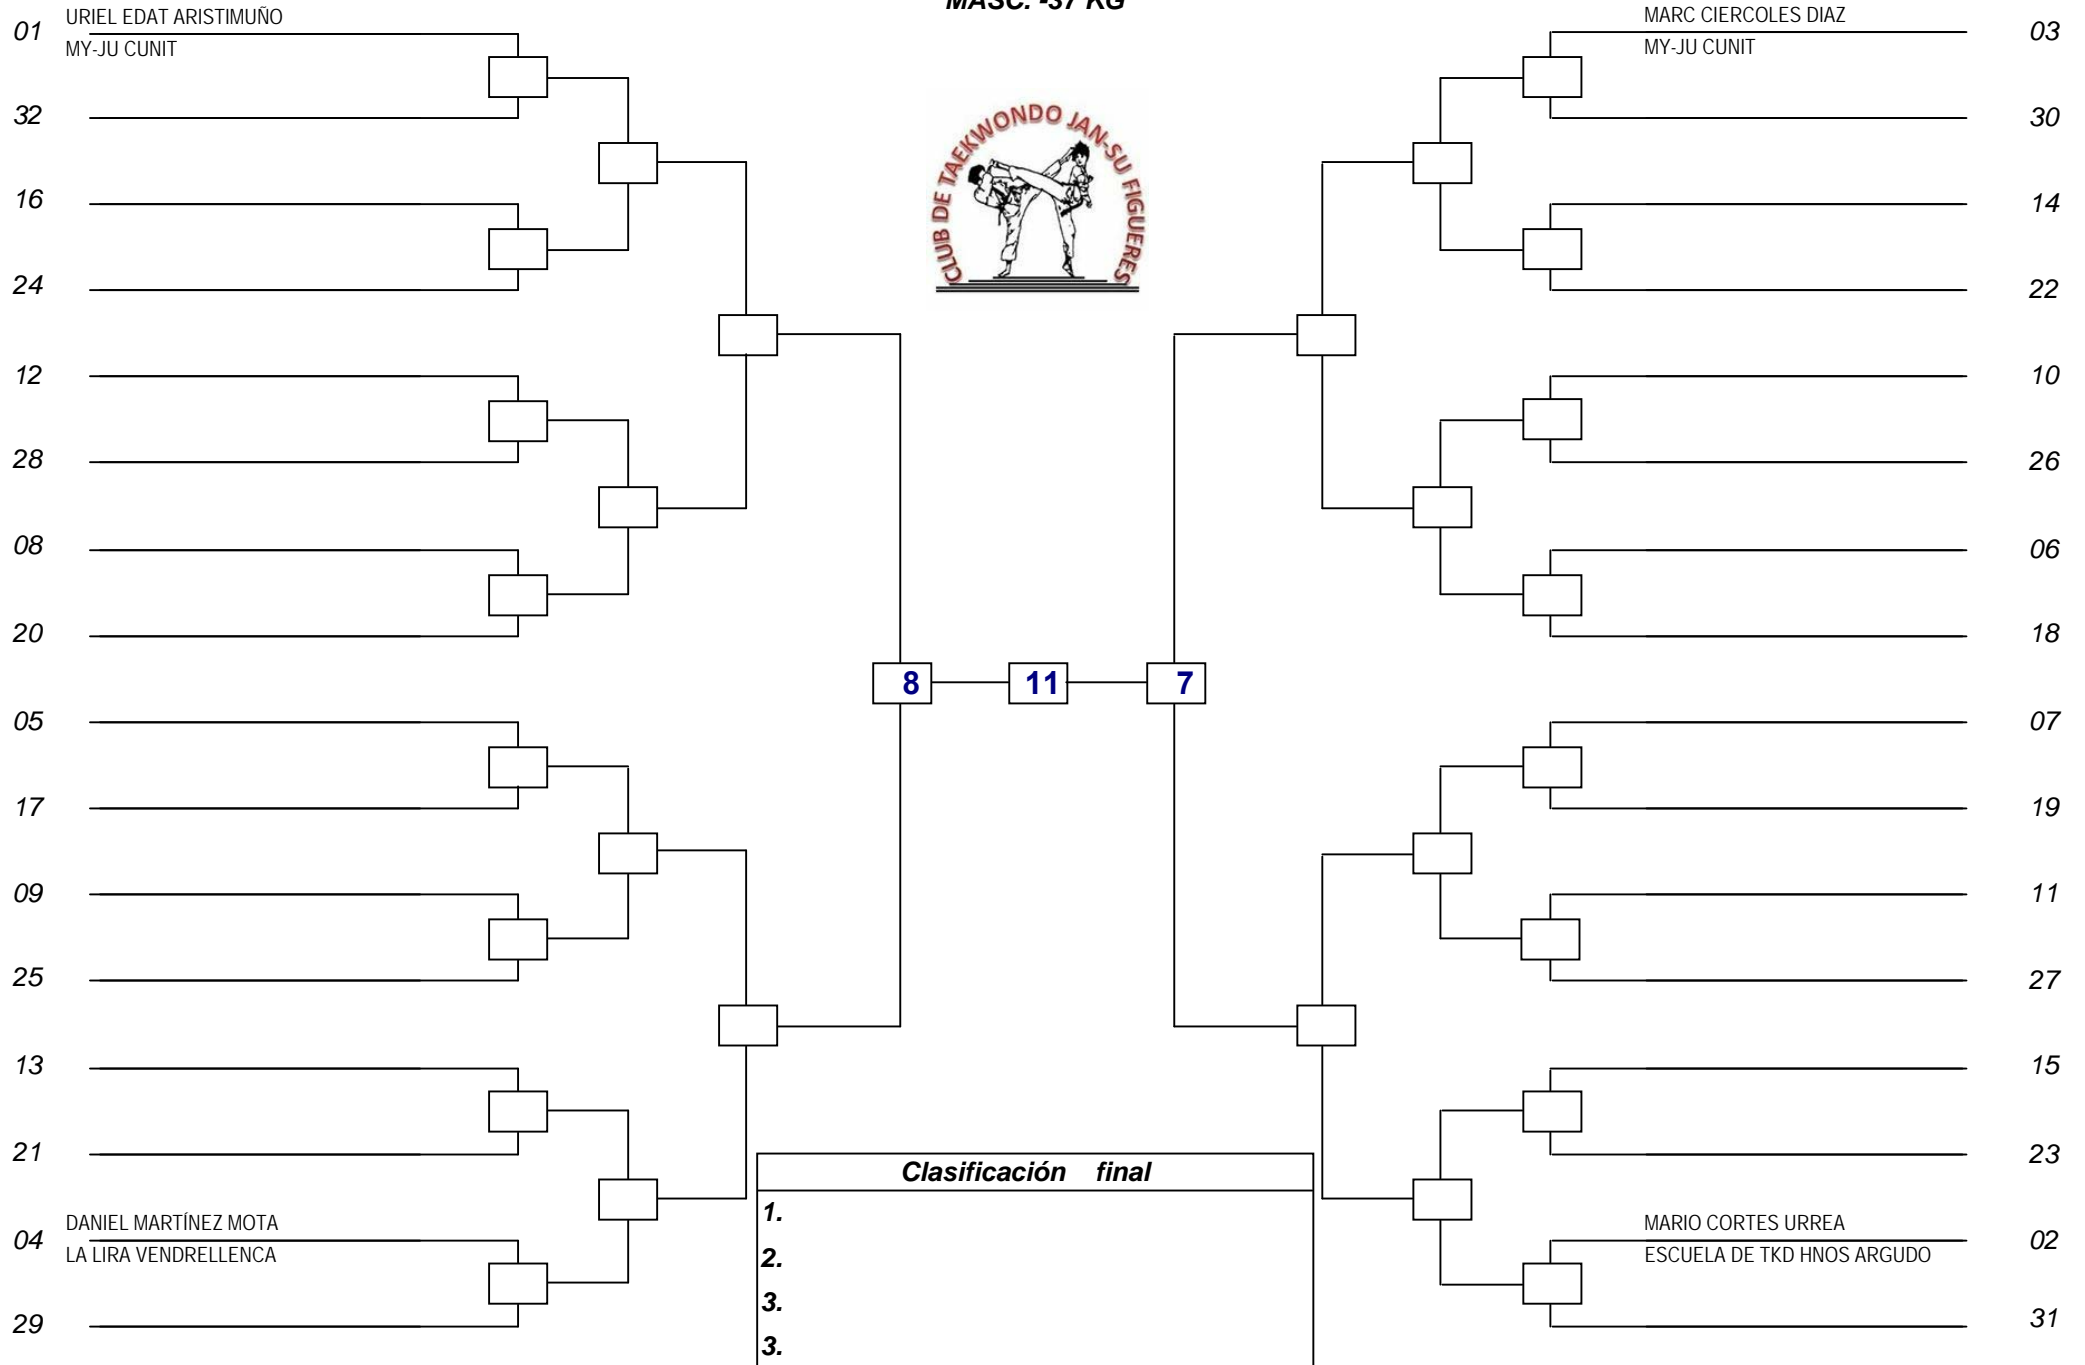 MASC. -37 KG
01 URIEL EDAT ARISTIMUÑO
MY-JU CUNIT
32
16
24
12
28
08
20
05
17
09
25
13
21
04 DANIEL MARTÍNEZ MOTA
LA LIRA VENDRELLENCA
29
CLUB DE TAEKWONDO JAN-SU FIGUERES
8 11 7
MARC CIERCOLES DIAZ 03
MY-JU CUNIT
30
14
22
10
26
06
18
07
19
11
27
15
23
MARIO CORTES URREA 02
ESCUELA DE TKD HNOS ARGUDO
31
Clasificación final
1.
2.
3.
3.